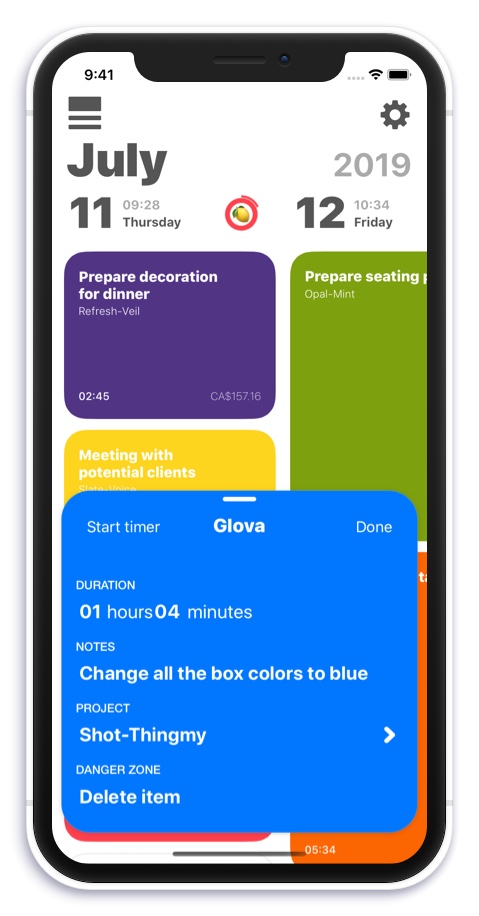 9:41
July
2019
11
09:28
Thursday
12
10:34
Friday
Prepare decoration
for dinner
Refresh-Veil
02:45
CA$157.16
Prepare seating
Opal-Mint
Meeting with
potential clients
Slate-Voice
Start timer
Glova
Done
DURATION
01 hours 04 minutes
NOTES
Change all the box colors to blue
PROJECT
Shot-Thingmy
DANGER ZONE
Delete item
05:34